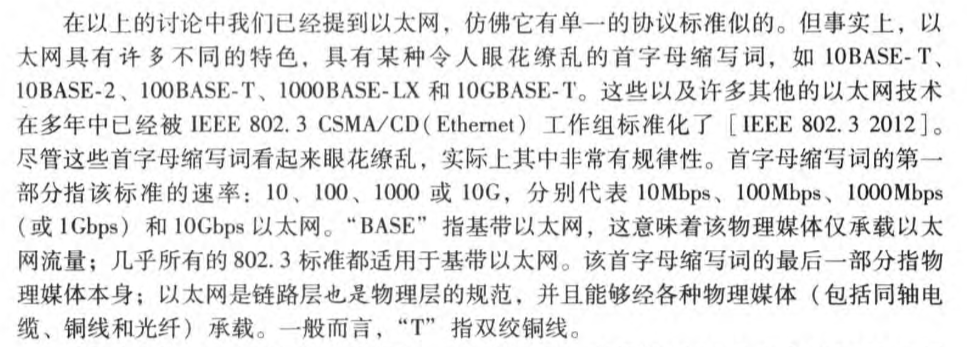 在以上的讨论中我们已经提到以太网，仿佛它有单一的协议标准似的。但事实上，以
太网具有许多不同的特色，具有某种令人眼花缭乱的首字母缩写词，如 10BASE-T、
10BASE-2、100BASE-T、1000BASE-LX 和 10GBASE-T。这些以及许多其他的以太网技术
在多年中已经被 IEEE 802.3 CSMA/CD(Ethernet) 工作组标准化了 [IEEE 802.3 2012]。
尽管这些首字母缩写词看起来眼花缭乱，实际上其中非常有规律性。首字母缩写词的第一
部分指该标准的速率：10、100、1000 或 10G，分别代表 10Mbps、100Mbps、1000Mbps
(或 1Gbps) 和 10Gbps 以太网。“BASE” 指基带以太网，这意味着该物理媒体仅承载以太
网流量；几乎所有的 802.3 标准都适用于基带以太网。该首字母缩写词的最后一部分指物
理媒体本身；以太网是链路层也是物理层的规范，并且能够经各种物理媒体（包括同轴电
缆、铜线和光纤）承载。一般而言，“T” 指双绞铜线。